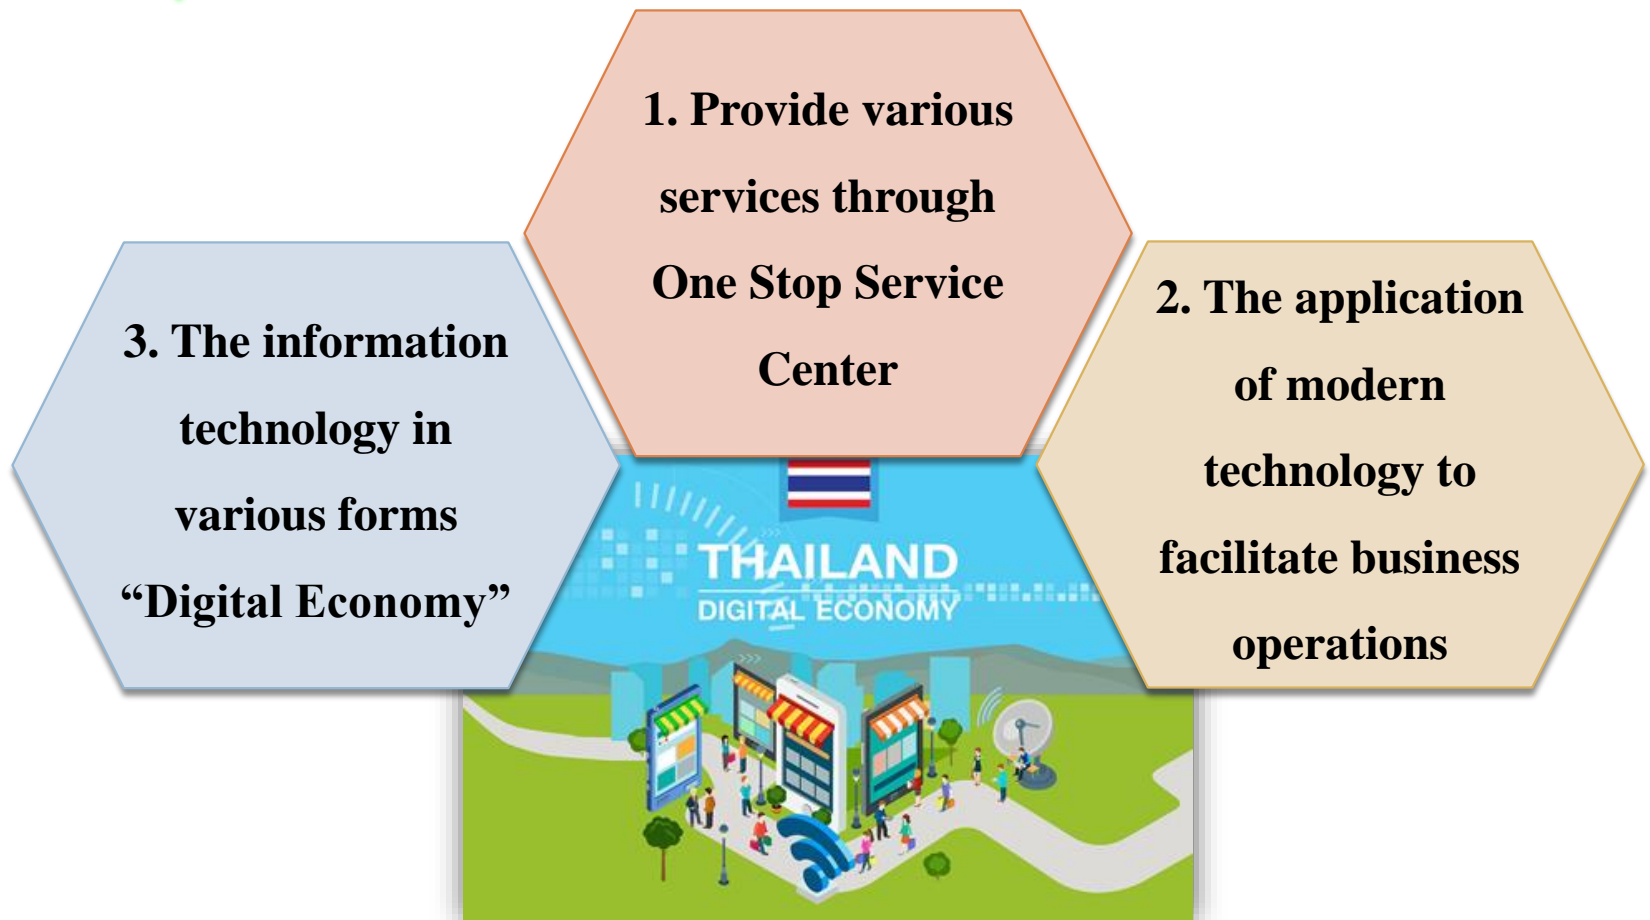 1. Provide various
services through
One Stop Service
Center
2. The application
of modern
technology to
facilitate business
operations
3. The information
technology in
various forms
“Digital Economy”
THAILAND
DIGITAL ECONOMY